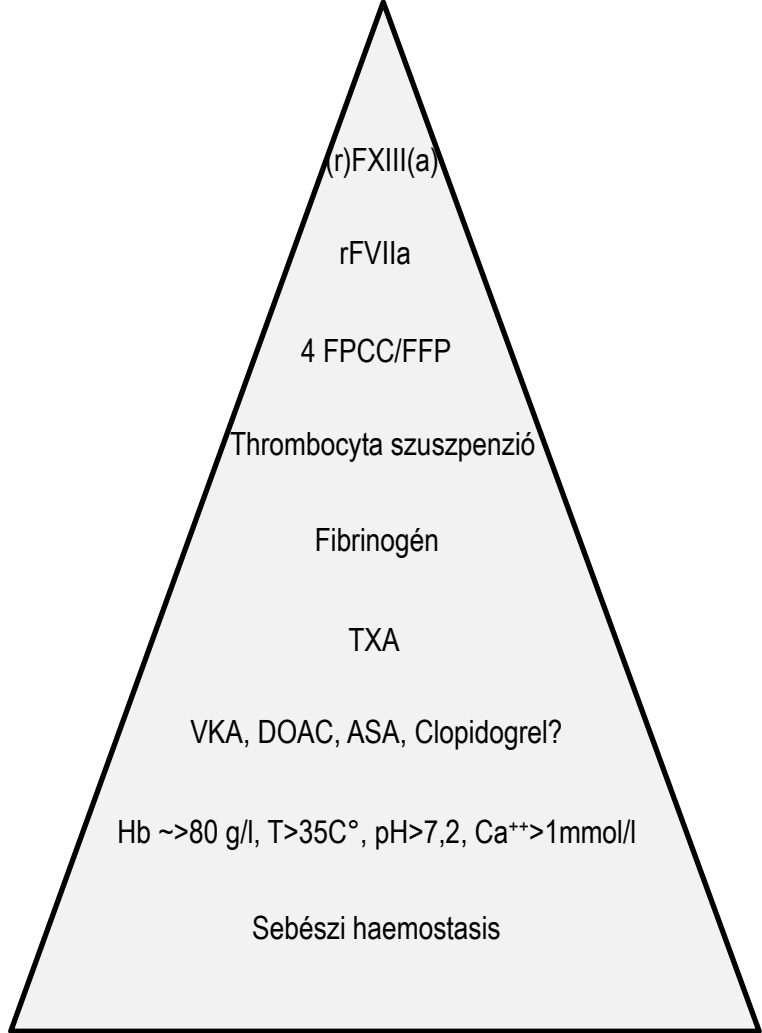 (r)FXIII(a)
rFVIIa
4 FPCC/FFP
Thrombocyta szuszpenzió
Fibrinogén
TXA
VKA, DOAC, ASA, Clopidogrel?
Hb ~>80 g/l, T>35C°, pH>7,2, Ca⁺⁺>1mmol/l
Sebészi haemostasis